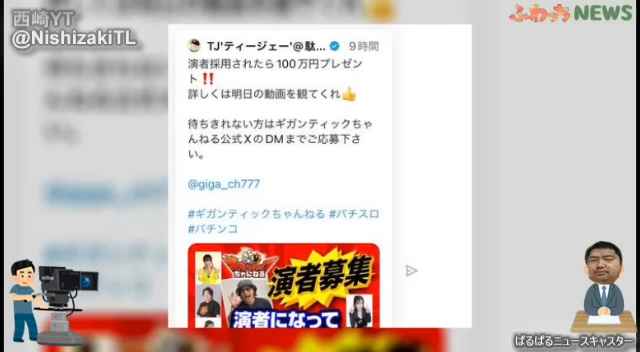 西崎YT
@NishizakiTL
ふわっち NEWS
TJ'ティージェー'@駄... 9時間
演者採用されたら100万円プレゼン
ト‼️
詳しくは明日の動画を観てくれ👍
待ちきれない方はギガンティックちゃ
んねる公式XのDMまでご応募下さ
い。
@giga_ch777
#ギガンティックちゃんねる #パチスロ
#パチンコ
ちゃんねる
演者募集
演者になって
ぱるぱるニュースキャスター